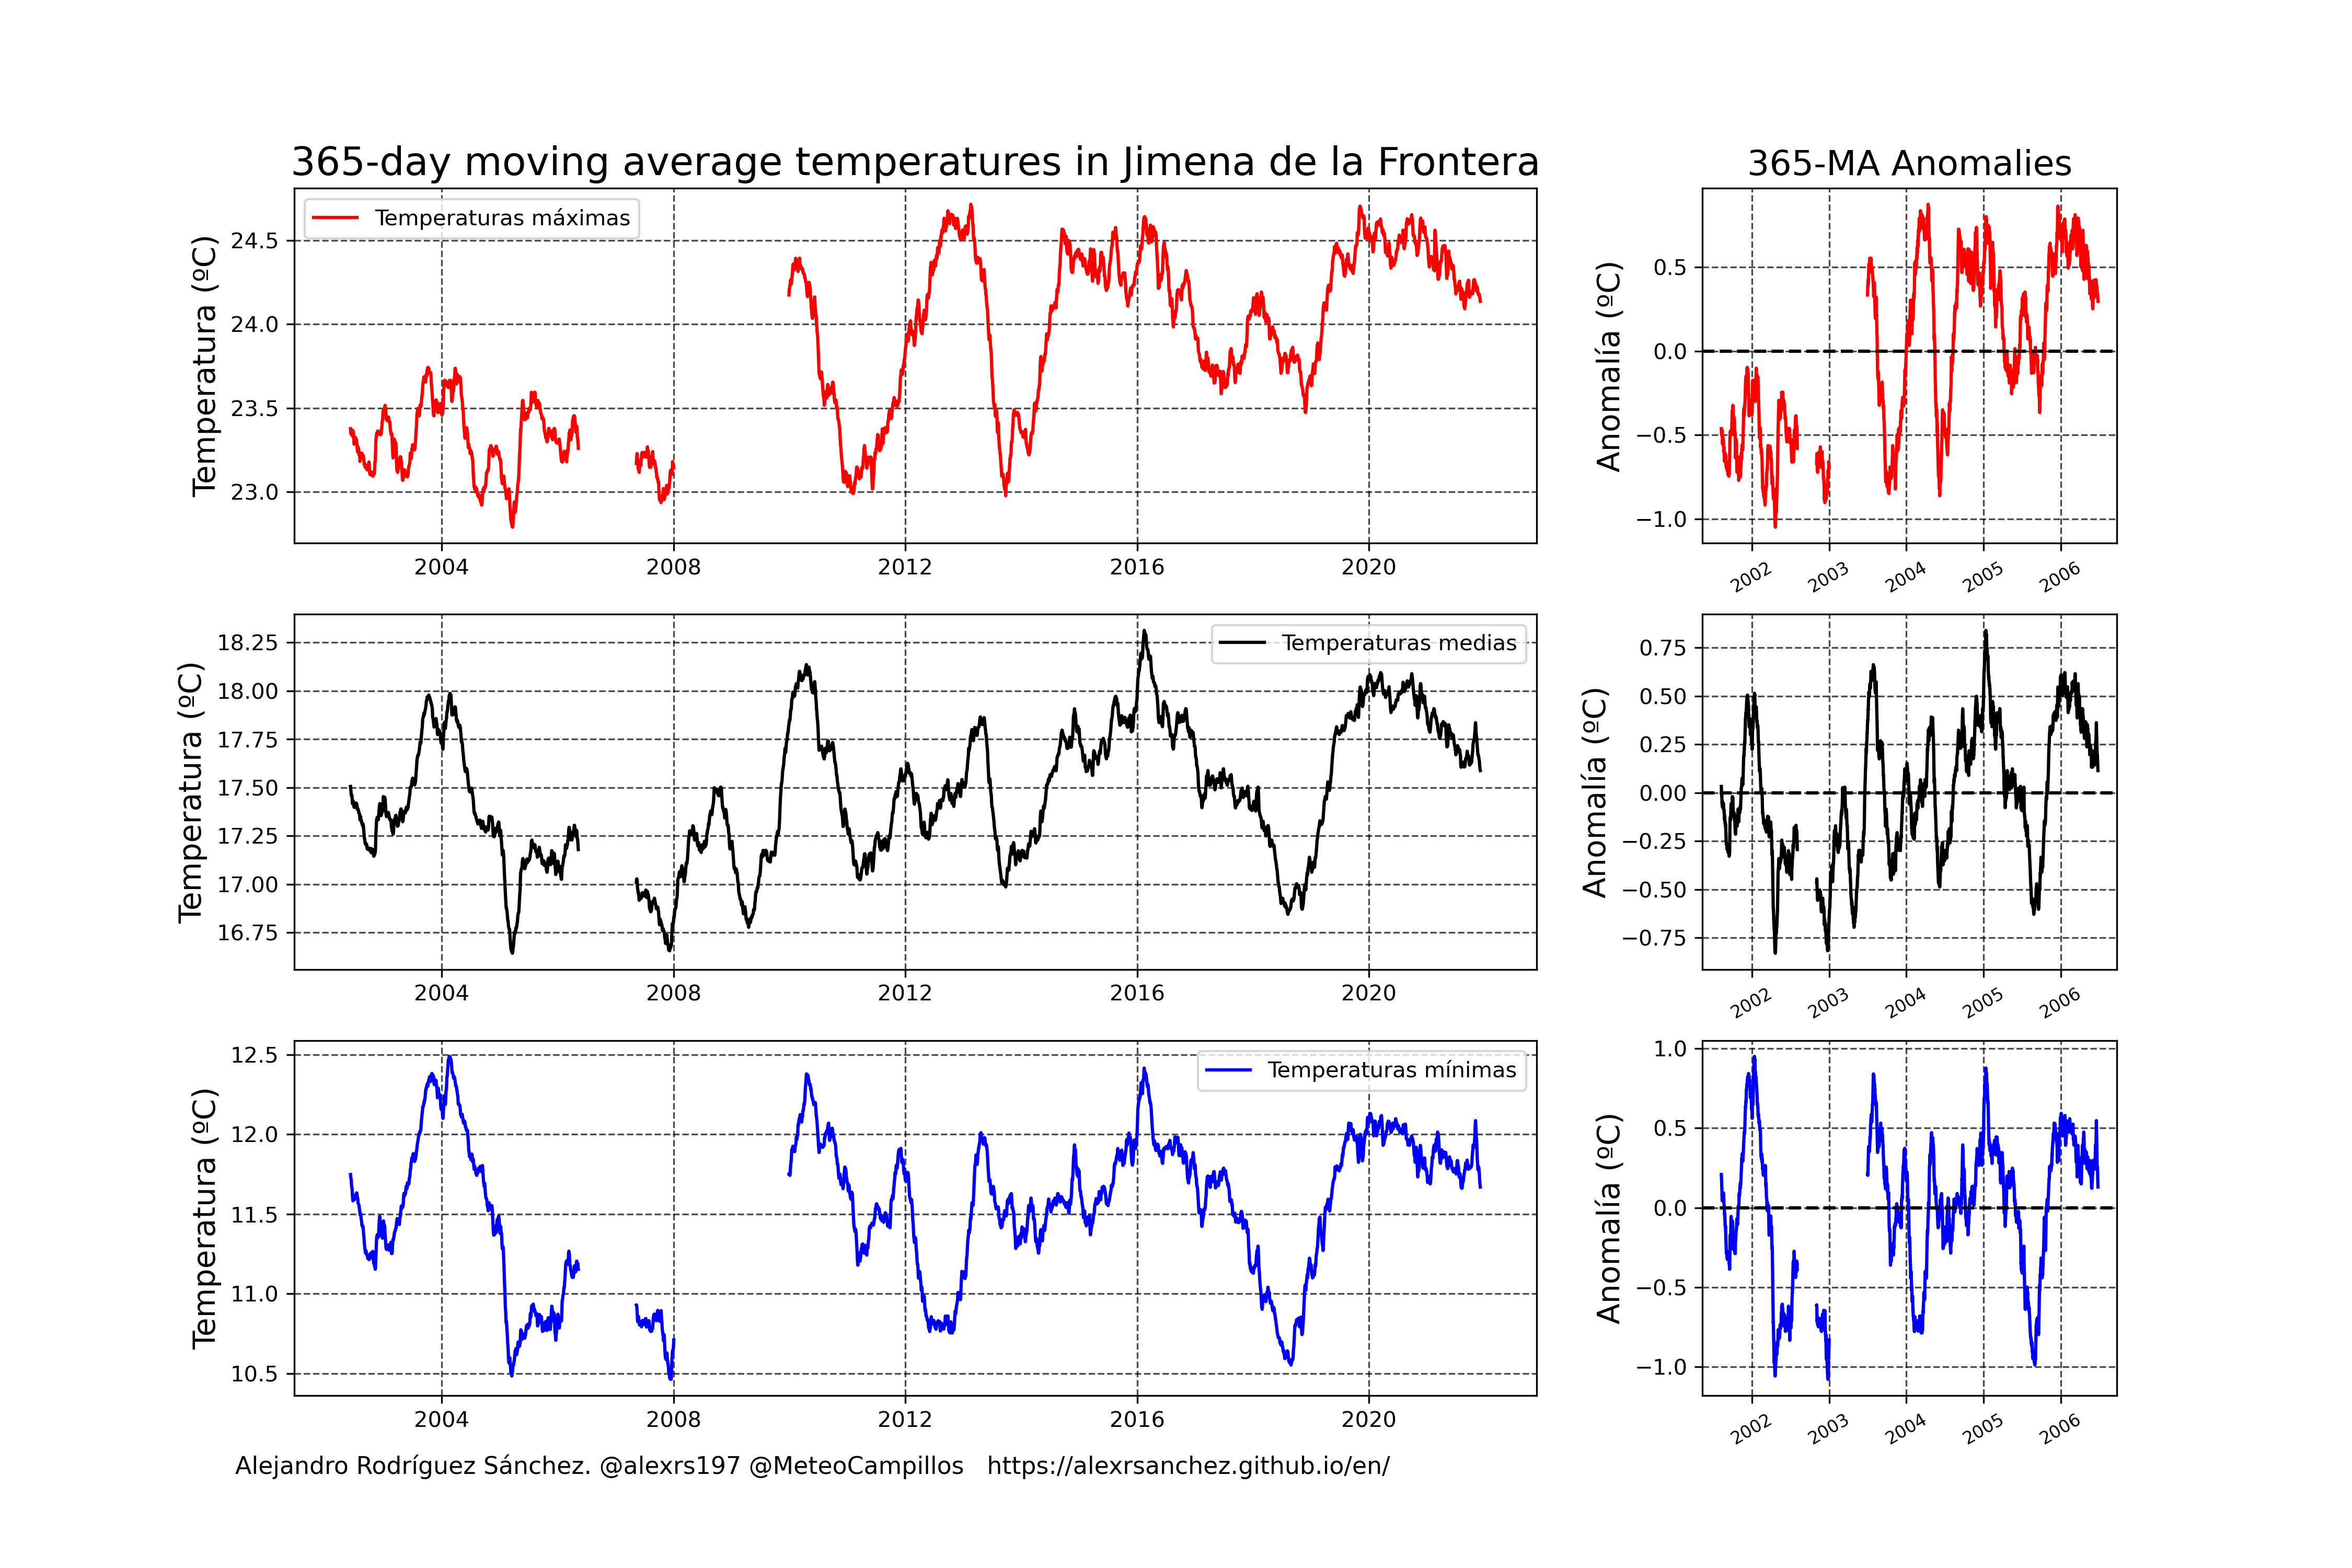 365-day moving average temperatures in Jimena de la Frontera
365-MA Anomalies
Temperaturas máximas
Temperatura (ºC)
24.5
24.0
23.5
23.0
2004 2008 2012 2016 2020
Anomalía (ºC)
0.5
0.0
−0.5
−1.0
2002 2003 2004 2005 2006
Temperaturas medias
Temperatura (ºC)
18.25
18.00
17.75
17.50
17.25
17.00
16.75
2004 2008 2012 2016 2020
Anomalía (ºC)
0.75
0.50
0.25
0.00
−0.25
−0.50
−0.75
2002 2003 2004 2005 2006
Temperaturas mínimas
Temperatura (ºC)
12.5
12.0
11.5
11.0
10.5
2004 2008 2012 2016 2020
Anomalía (ºC)
1.0
0.5
0.0
−0.5
−1.0
2002 2003 2004 2005 2006
Alejandro Rodríguez Sánchez. @alexrs197 @MeteoCampillos https://alexrsanchez.github.io/en/